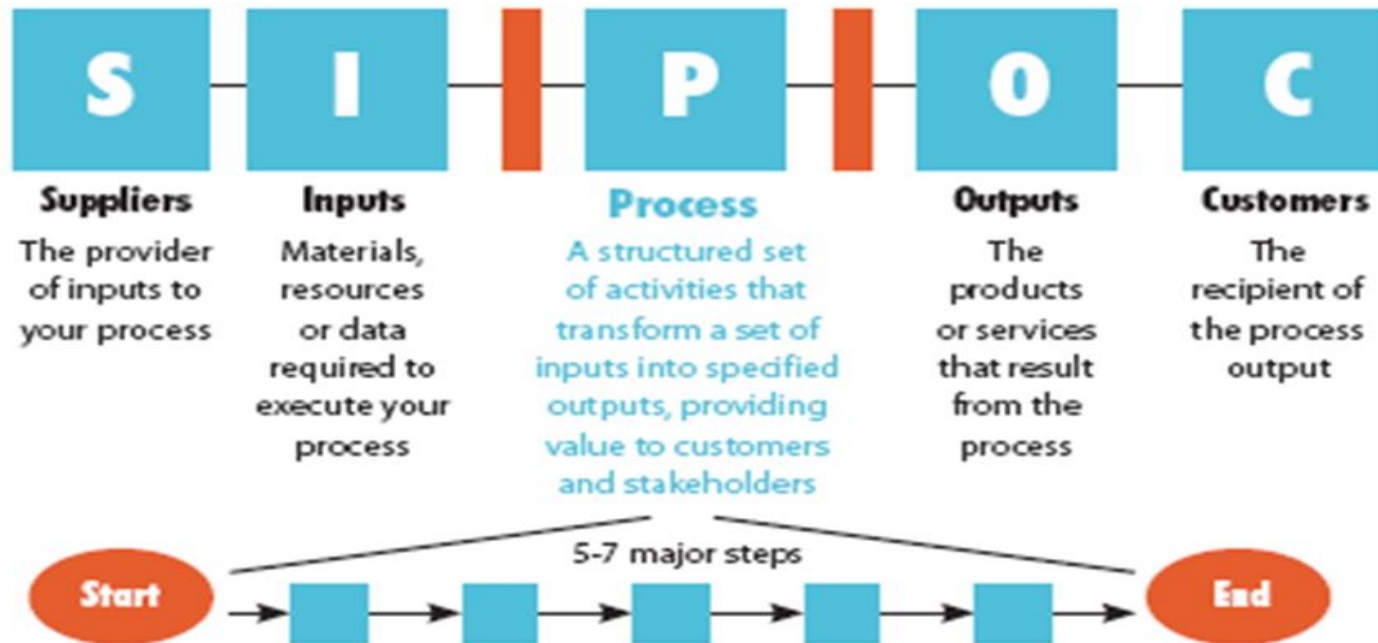 S I P O C
Suppliers
The provider
of inputs to
your process
Inputs
Materials,
resources
or data
required to
execute your
process
Process
A structured set
of activities that
transform a set of
inputs into specified
outputs, providing
value to customers
and stakeholders
Outputs
The
products
or services
that result
from the
process
Customers
The
recipient of
the process
output
5-7 major steps
Start
End